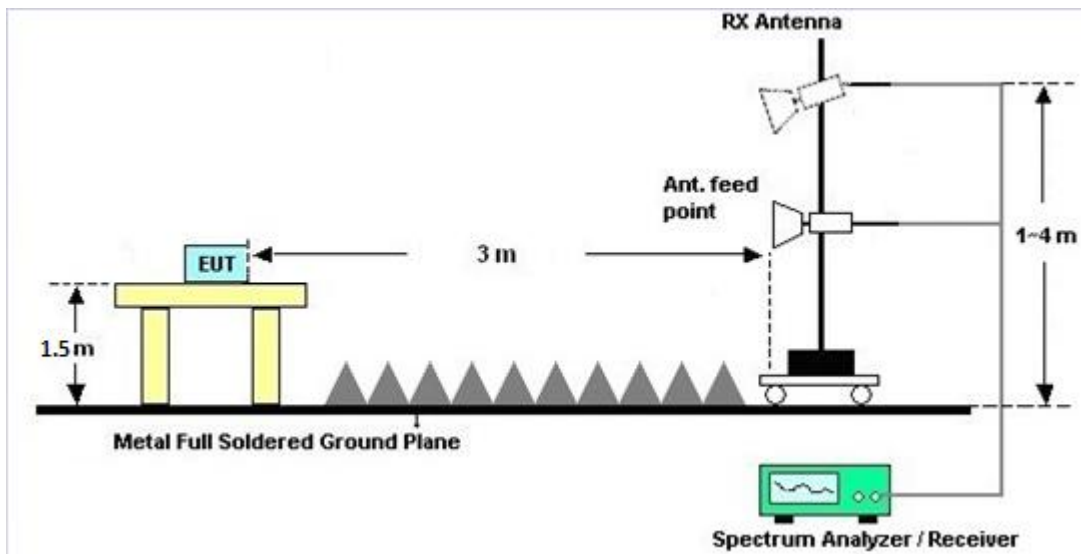 RX Antenna
Ant. feed
point
1~4 m
3 m
EUT
1.5 m
Metal Full Soldered Ground Plane
Spectrum Analyzer / Receiver